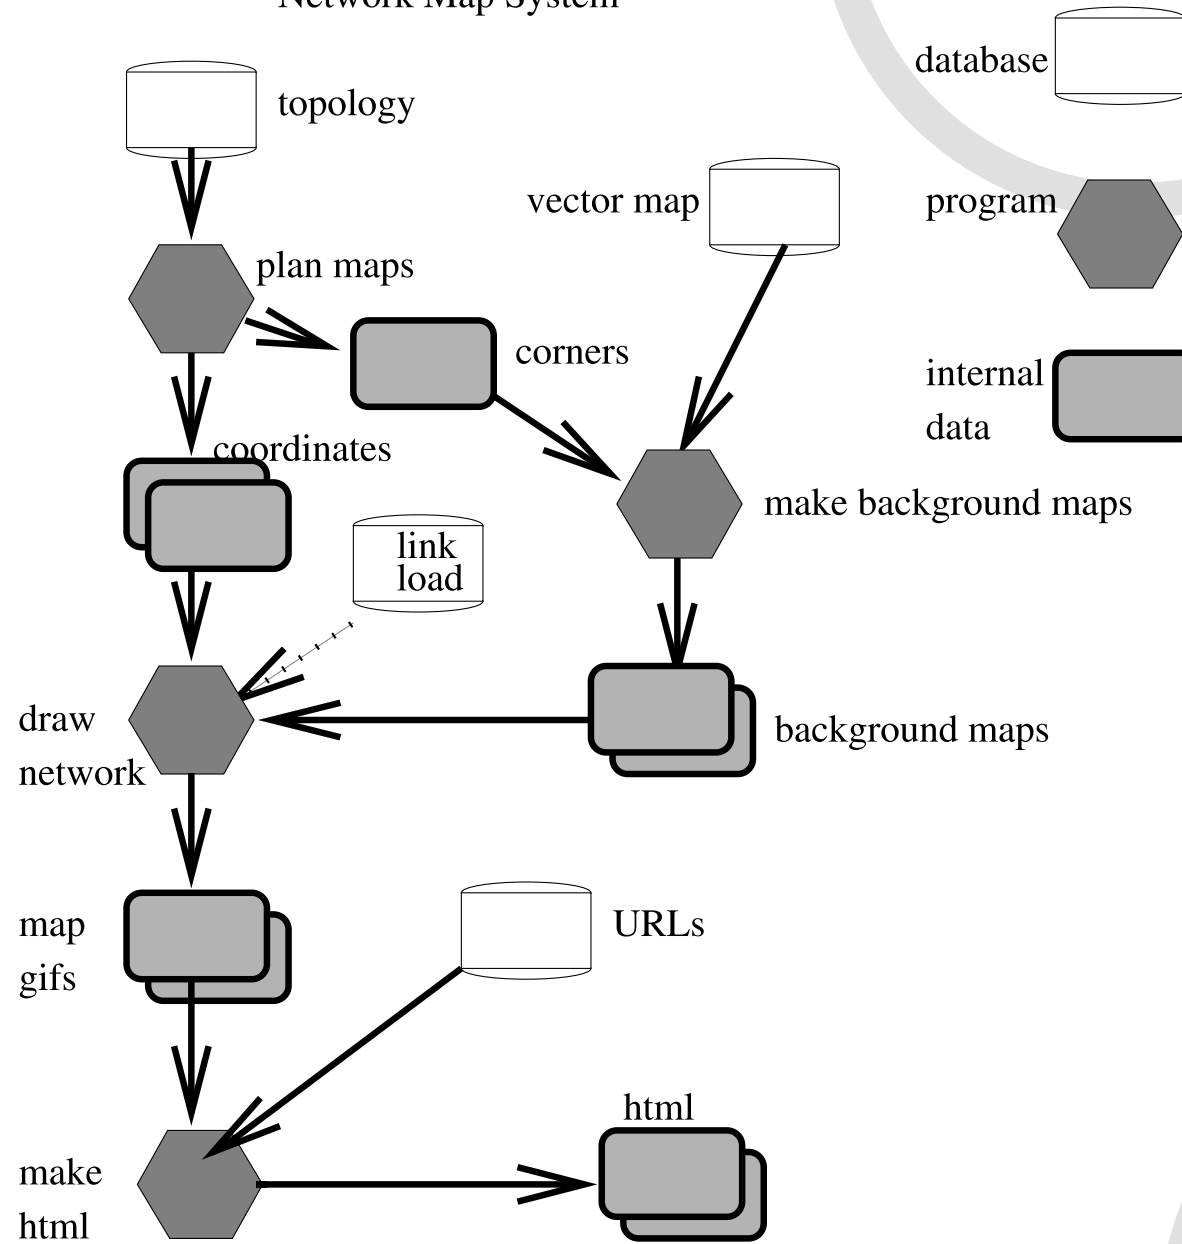 Network Map System
database
topology
vector map
program
plan maps
corners
internal
data
coordinates
make background maps
link
load
draw
network
background maps
map
gifs
URLs
html
make
html